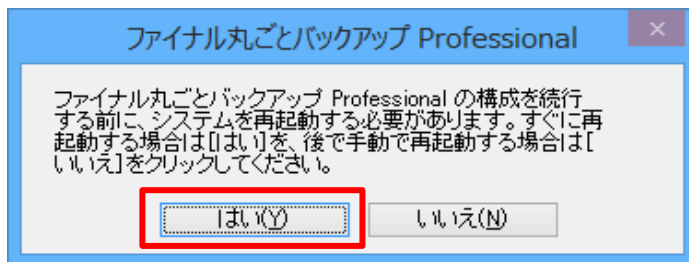 ファイナル丸ごとバックアップ Professional
ファイナル丸ごとバックアップ Professional の構成を続行
する前に、システムを再起動する必要があります。すぐに再
起動する場合は[はい]を、後で手動で再起動する場合は[
いいえ]をクリックしてください。
はい(Y)
いいえ(N)